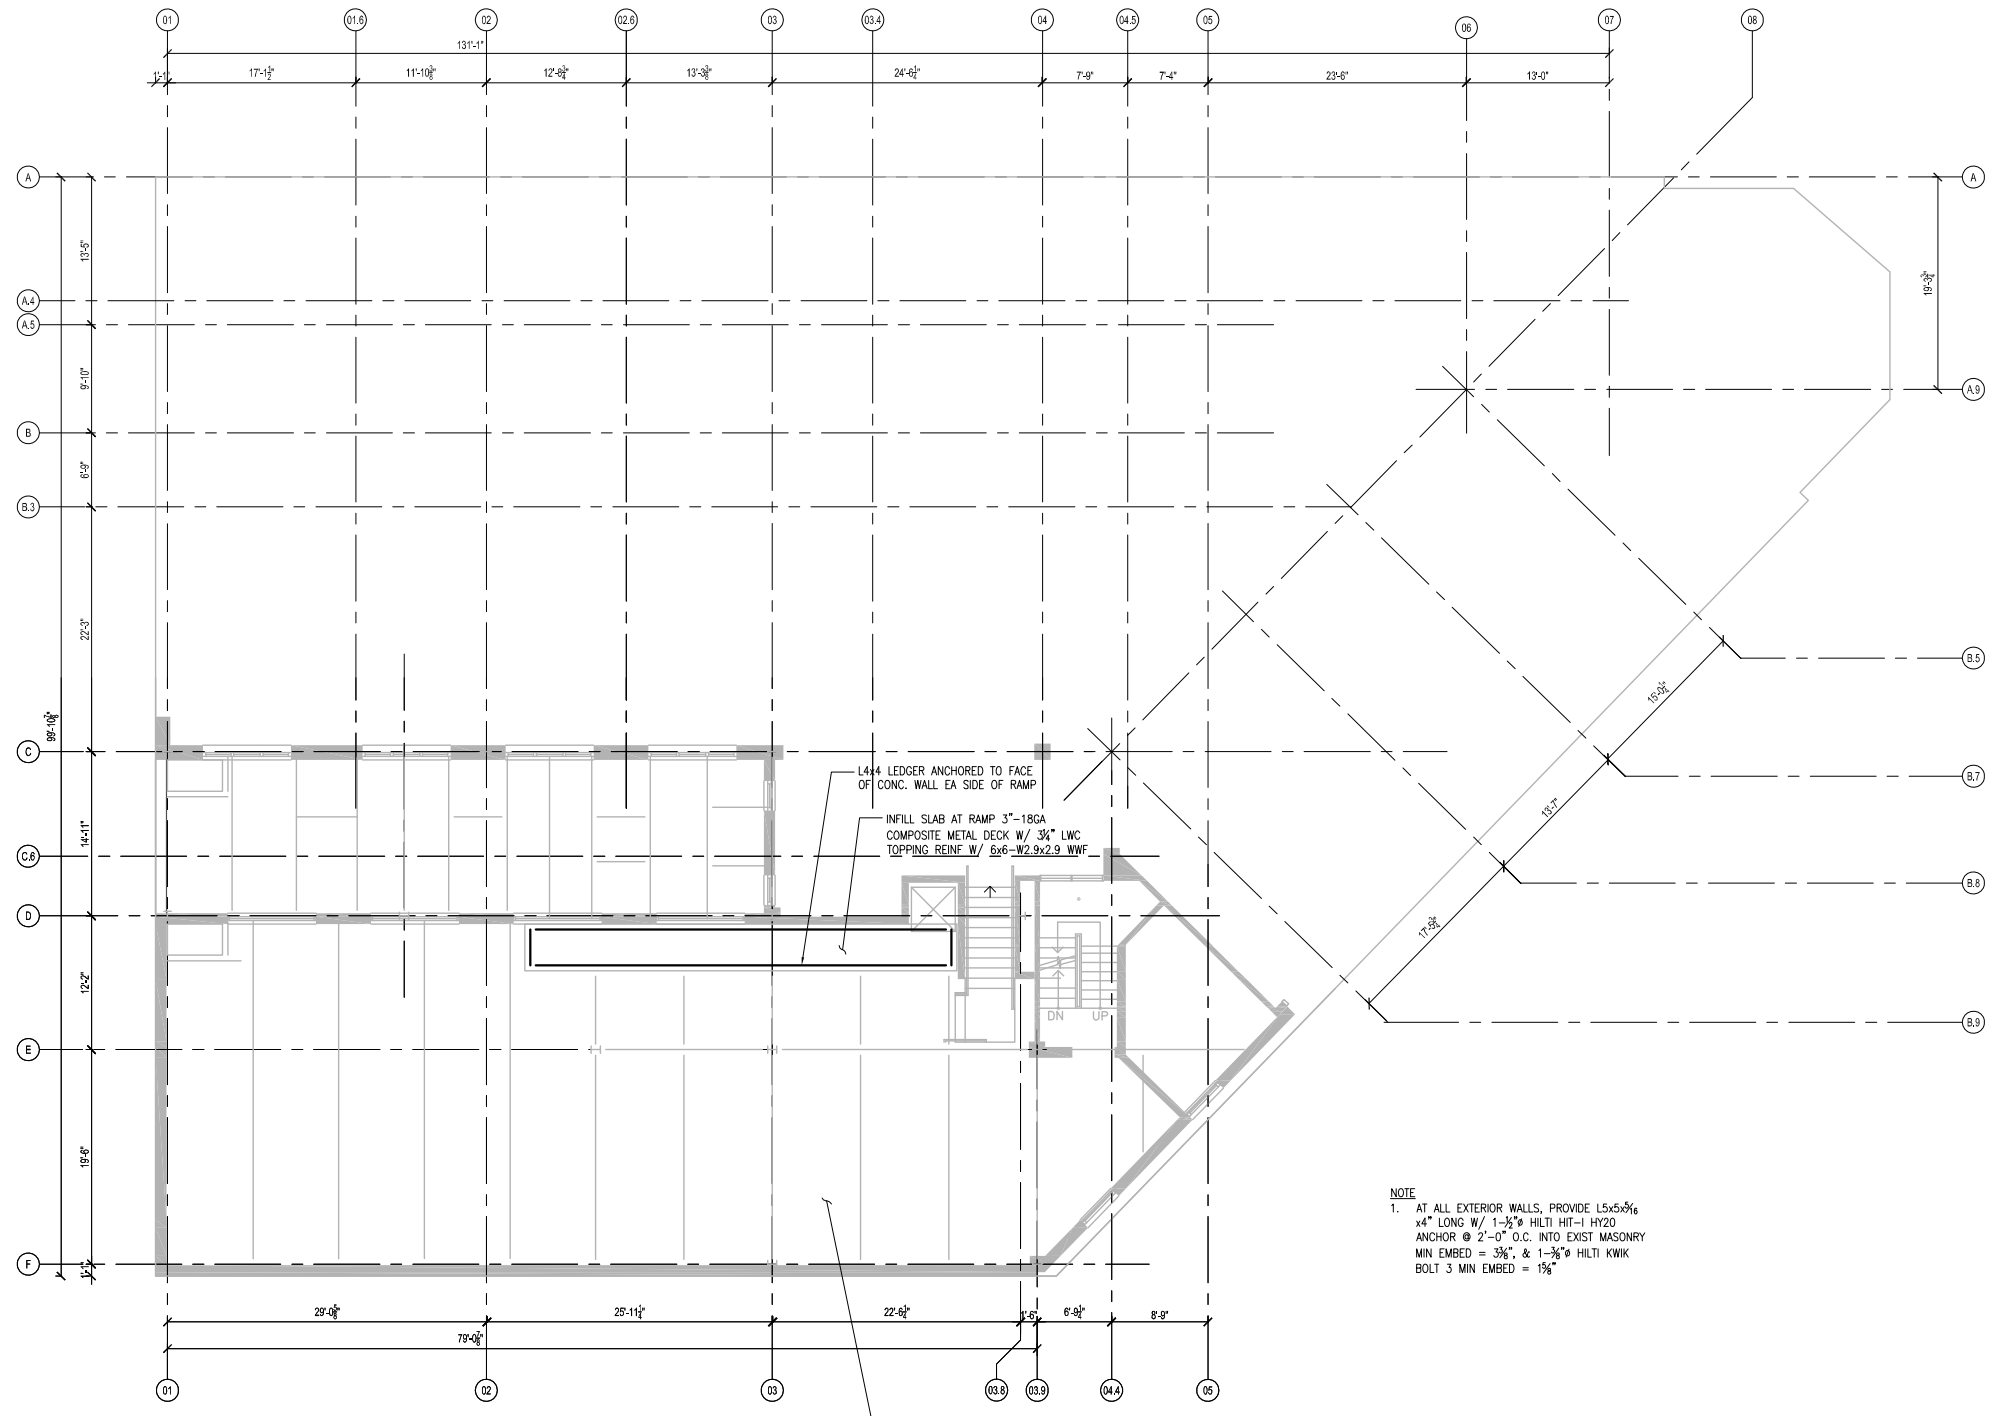 01 01.6 02 02.6 03 03.4 04 04.5 05 06 07 08
131'-1"
1'-1" 17'-1½" 11'-10⅜" 12'-8¾" 13'-3⅜" 24'-6¼" 7'-9" 7'-4" 23'-6" 13'-0"
A A
13'-5"
19'-3¾"
A.4
A.5
9'-10"
A.9
B
6'-9"
B.3
22'-3"
B.5
15'-0¼"
99'-10⅞"
C
B.7
L4x4 LEDGER ANCHORED TO FACE
OF CONC. WALL EA SIDE OF RAMP
13'-7"
INFILL SLAB AT RAMP 3"-18GA
COMPOSITE METAL DECK W/ 3¼" LWC
TOPPING REINF W/ 6x6-W2.9x2.9 WWF
14'-11"
C.6
B.8
D
17'-5¾"
12'-2"
DN UP
B.9
E
19'-6"
NOTE
1. AT ALL EXTERIOR WALLS, PROVIDE L5x5x5/16
x4" LONG W/ 1-½"ø HILTI HIT-I HY20
ANCHOR @ 2'-0" O.C. INTO EXIST MASONRY
MIN EMBED = 3⅜", & 1-⅜"ø HILTI KWIK
BOLT 3 MIN EMBED = 1⅝"
F
1'-1"
29'-0⅝" 25'-11¼" 22'-6¼" 1'-6" 6'-9¼" 8'-9"
79'-0⅞"
01 02 03 03.8 03.9 04.4 05